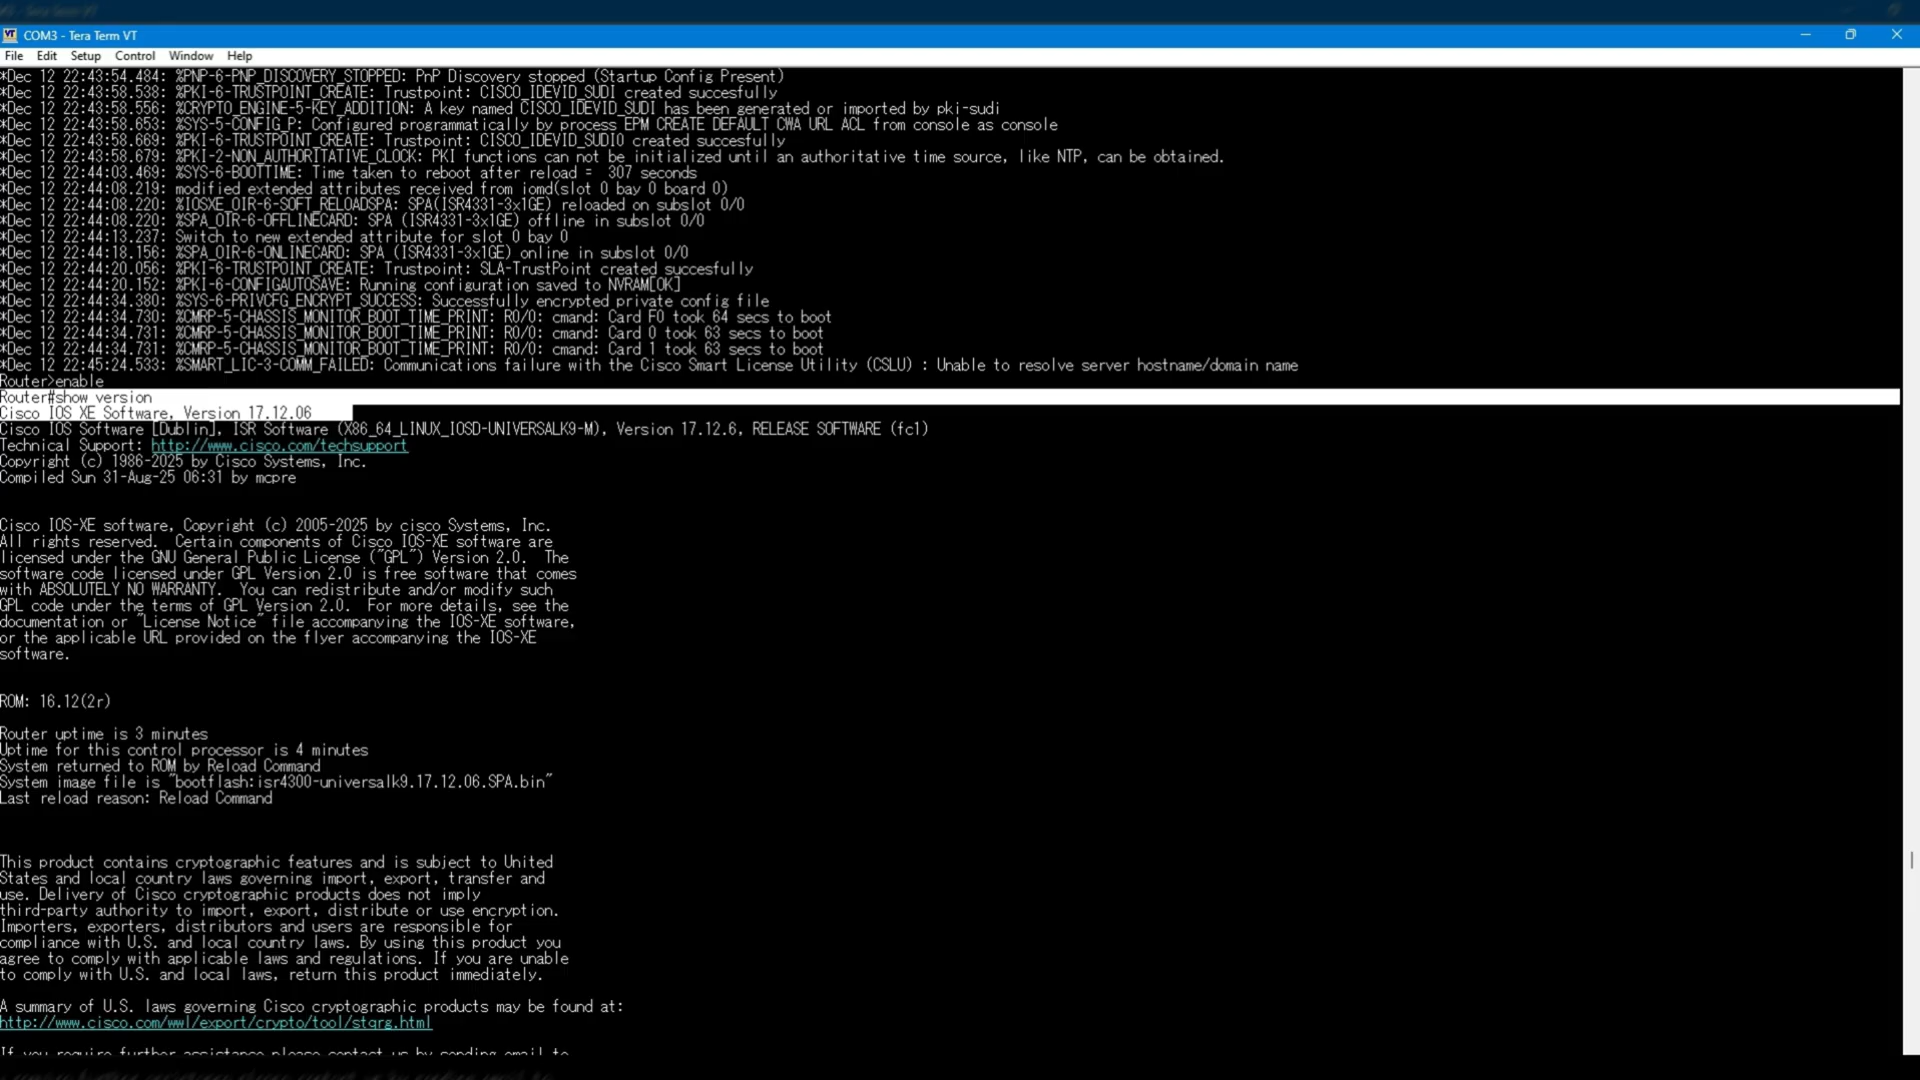 COM3 - Tera Term VT
File Edit Setup Control Window Help
*Dec 12 22:43:54.484: %PNP-6-PNP_DISCOVERY_STOPPED: PnP Discovery stopped (Startup Config Present)
*Dec 12 22:43:58.538: %PKI-6-TRUSTPOINT_CREATE: Trustpoint: CISCO_IDEVID_SUDI created succesfully
*Dec 12 22:43:58.556: %CRYPTO_ENGINE-5-KEY_ADDITION: A key named CISCO_IDEVID_SUDI has been generated or imported by pki-sudi
*Dec 12 22:43:58.653: %SYS-5-CONFIG_P: Configured programmatically by process EPM CREATE DEFAULT CWA URL ACL from console as console
*Dec 12 22:43:58.669: %PKI-6-TRUSTPOINT_CREATE: Trustpoint: CISCO_IDEVID_SUDI0 created succesfully
*Dec 12 22:43:58.679: %PKI-2-NON_AUTHORITATIVE_CLOCK: PKI functions can not be initialized until an authoritative time source, like NTP, can be obtained.
*Dec 12 22:44:03.469: %SYS-6-BOOTTIME: Time taken to reboot after reload =  307 seconds
*Dec 12 22:44:08.219: modified extended attributes received from iomd(slot 0 bay 0 board 0)
*Dec 12 22:44:08.220: %IOSXE_OIR-6-SOFT_RELOADSPA: SPA(ISR4331-3x1GE) reloaded on subslot 0/0
*Dec 12 22:44:08.220: %SPA_OIR-6-OFFLINECARD: SPA (ISR4331-3x1GE) offline in subslot 0/0
*Dec 12 22:44:13.237: Switch to new extended attribute for slot 0 bay 0
*Dec 12 22:44:18.156: %SPA_OIR-6-ONLINECARD: SPA (ISR4331-3x1GE) online in subslot 0/0
*Dec 12 22:44:20.056: %PKI-6-TRUSTPOINT_CREATE: Trustpoint: SLA-TrustPoint created succesfully
*Dec 12 22:44:20.152: %PKI-6-CONFIGAUTOSAVE: Running configuration saved to NVRAM[OK]
*Dec 12 22:44:34.380: %SYS-6-PRIVCFG_ENCRYPT_SUCCESS: Successfully encrypted private config file
*Dec 12 22:44:34.730: %CMRP-5-CHASSIS_MONITOR_BOOT_TIME_PRINT: R0/0: cmand: Card F0 took 64 secs to boot
*Dec 12 22:44:34.731: %CMRP-5-CHASSIS_MONITOR_BOOT_TIME_PRINT: R0/0: cmand: Card 0 took 63 secs to boot
*Dec 12 22:44:34.731: %CMRP-5-CHASSIS_MONITOR_BOOT_TIME_PRINT: R0/0: cmand: Card 1 took 63 secs to boot
*Dec 12 22:45:24.533: %SMART_LIC-3-COMM_FAILED: Communications failure with the Cisco Smart License Utility (CSLU) : Unable to resolve server hostname/domain name
Router>enable
Router#show version
Cisco IOS XE Software, Version 17.12.06
Cisco IOS Software [Dublin], ISR Software (X86_64_LINUX_IOSD-UNIVERSALK9-M), Version 17.12.6, RELEASE SOFTWARE (fc1)
Technical Support: http://www.cisco.com/techsupport
Copyright (c) 1986-2025 by Cisco Systems, Inc.
Compiled Sun 31-Aug-25 06:31 by mcpre
Cisco IOS-XE software, Copyright (c) 2005-2025 by cisco Systems, Inc.
All rights reserved.  Certain components of Cisco IOS-XE software are
licensed under the GNU General Public License ("GPL") Version 2.0.  The
software code licensed under GPL Version 2.0 is free software that comes
with ABSOLUTELY NO WARRANTY.  You can redistribute and/or modify such
GPL code under the terms of GPL Version 2.0.  For more details, see the
documentation or "License Notice" file accompanying the IOS-XE software,
or the applicable URL provided on the flyer accompanying the IOS-XE
software.
ROM: 16.12(2r)
Router uptime is 3 minutes
Uptime for this control processor is 4 minutes
System returned to ROM by Reload Command
System image file is "bootflash:isr4300-universalk9.17.12.06.SPA.bin"
Last reload reason: Reload Command
This product contains cryptographic features and is subject to United
States and local country laws governing import, export, transfer and
use. Delivery of Cisco cryptographic products does not imply
third-party authority to import, export, distribute or use encryption.
Importers, exporters, distributors and users are responsible for
compliance with U.S. and local country laws. By using this product you
agree to comply with applicable laws and regulations. If you are unable
to comply with U.S. and local laws, return this product immediately.
A summary of U.S. laws governing Cisco cryptographic products may be found at:
http://www.cisco.com/wwl/export/crypto/tool/stqrg.html
If you require further assistance please contact us by sending email to